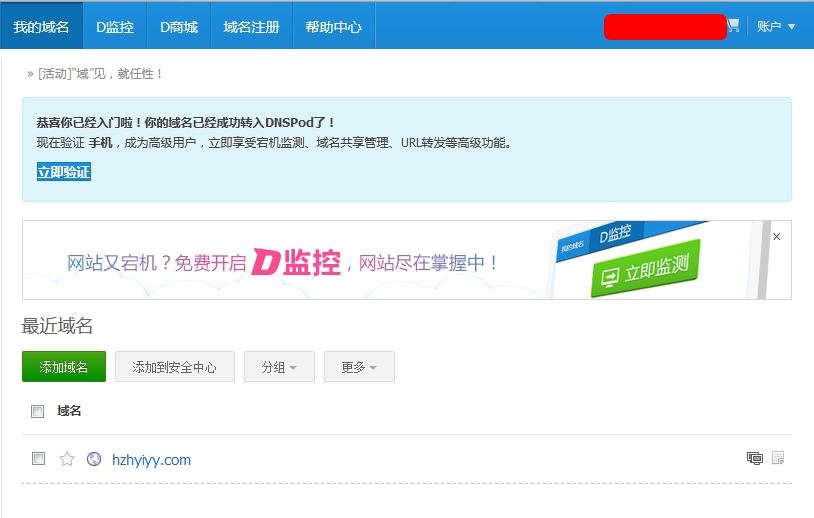 我的域名 D监控 D商城 域名注册 帮助中心 账户
» [活动]“域”见，就任性！
恭喜你已经入门啦！你的域名已经成功转入DNSPod了！
现在验证 手机，成为高级用户，立即享受宕机监测、域名共享管理、URL转发等高级功能。
立即验证
网站又宕机？免费开启D监控，网站尽在掌握中！
我的域名 D监控
立即监测
最近域名
添加域名 添加到安全中心 分组 更多
域名
hzhyiyy.com